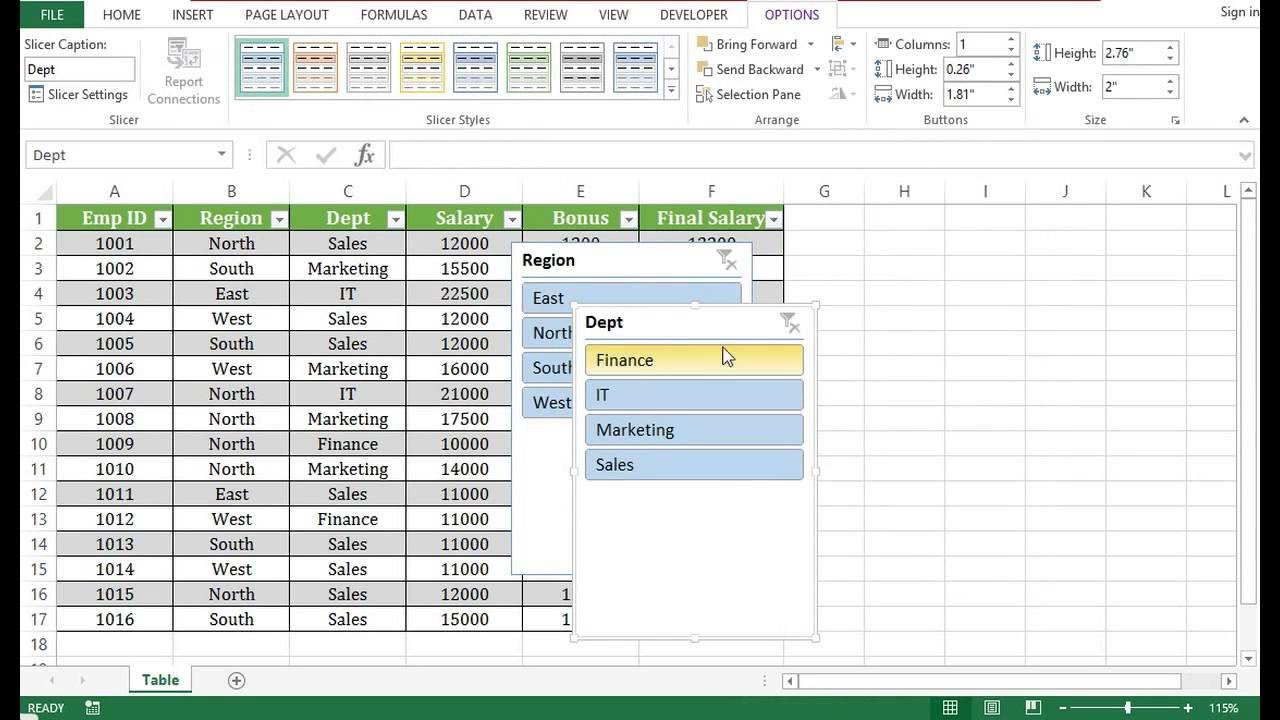 FILE HOME INSERT PAGE LAYOUT FORMULAS DATA REVIEW VIEW DEVELOPER OPTIONS Sign in
Slicer Caption:
Dept
Slicer Settings
Report
Connections
Slicer
Slicer Styles
Bring Forward
Send Backward
Selection Pane
Arrange
Columns: 1
Height: 0.26"
Width: 1.81"
Buttons
Height: 2.76"
Width: 2"
Size
Dept fx
A B C D E F G H I J K L
1 Emp ID Region Dept Salary Bonus Final Salary
2 1001 North Sales 12000 1200 13200
3 1002 South Marketing 15500
4 1003 East IT 22500
5 1004 West Sales 12000
6 1005 South Sales 12000
7 1006 West Marketing 16000
8 1007 North IT 21000
9 1008 North Marketing 17500
10 1009 North Finance 10000
11 1010 North Marketing 14000
12 1011 East Sales 11000
13 1012 West Finance 11000
14 1013 South Sales 11000
15 1014 West Sales 11000
16 1015 North Sales 12000 1
17 1016 South Sales 15000 1
18
Region
East
North
South
West
Dept
Finance
IT
Marketing
Sales
Table
READY 115%